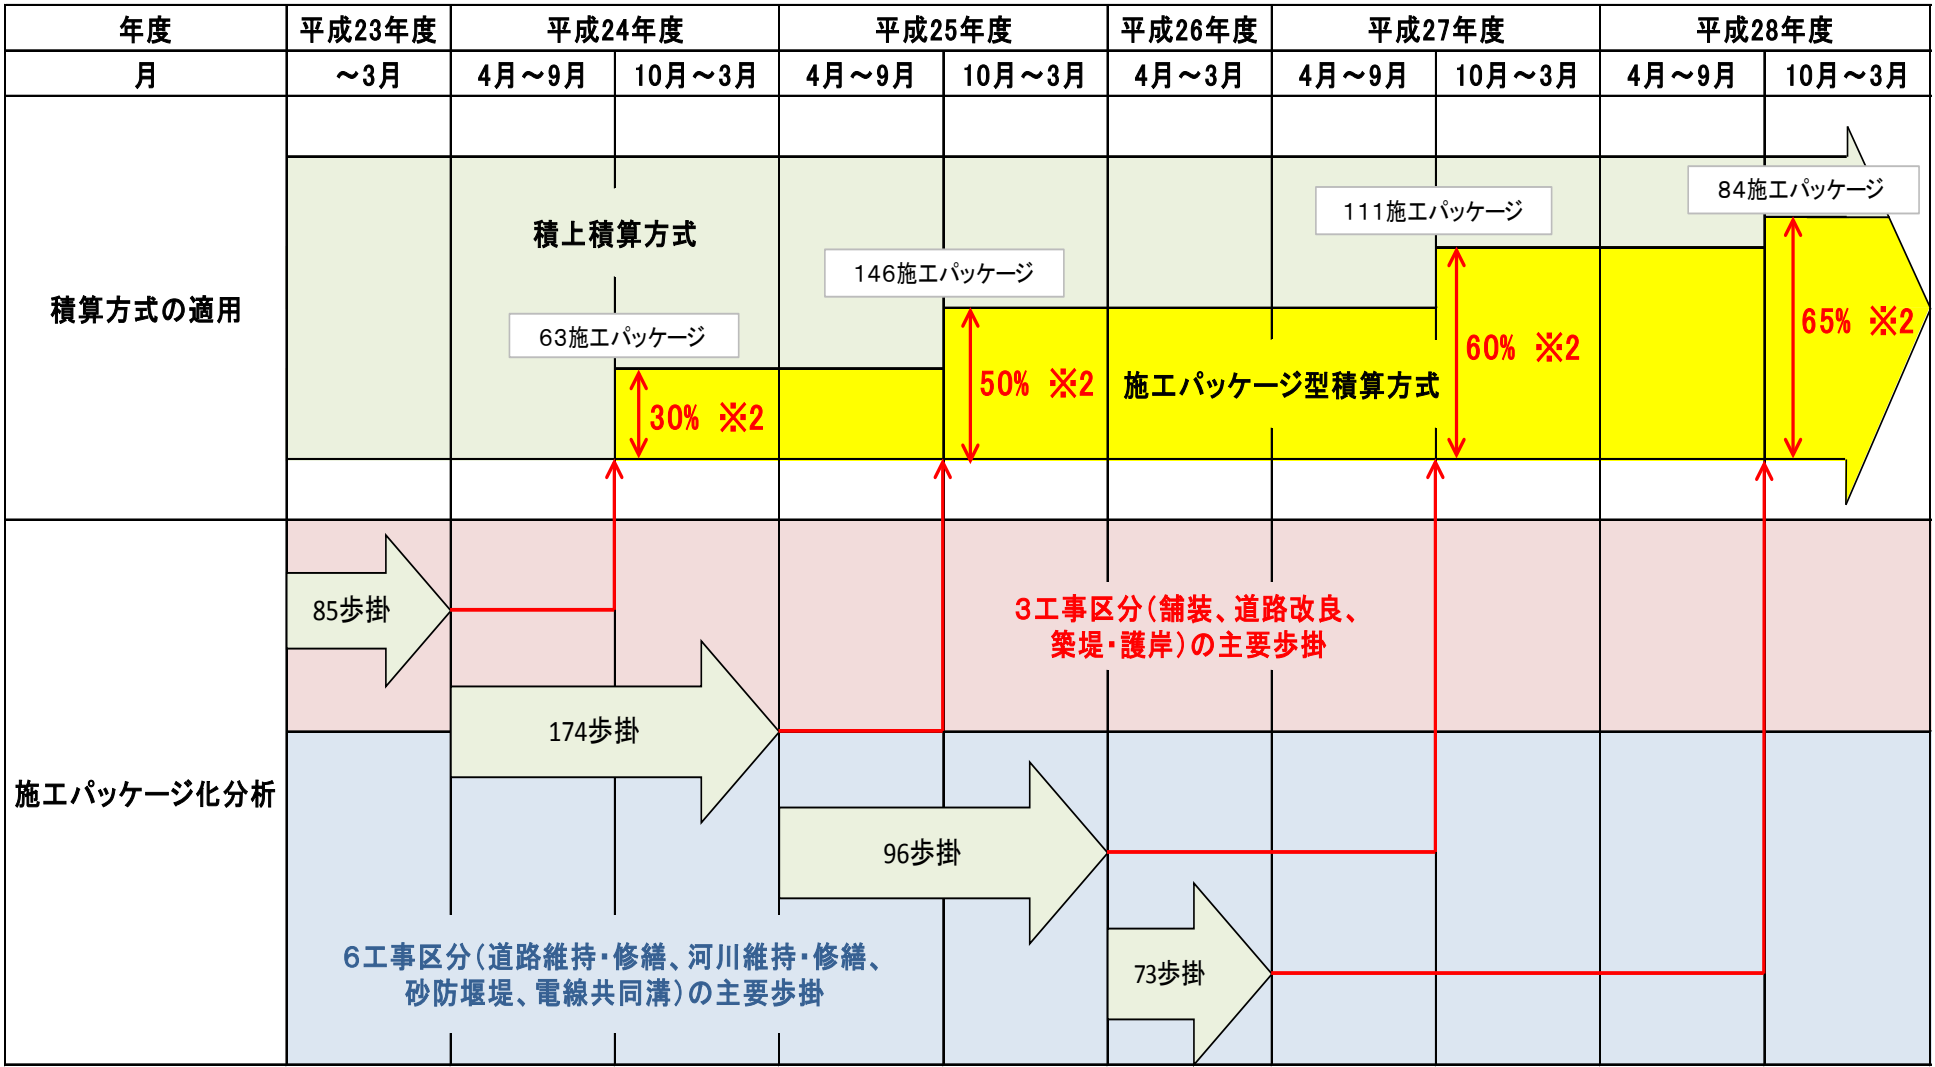 年度 平成23年度 平成24年度 平成25年度 平成26年度 平成27年度 平成28年度
月 ～3月 4月～9月 10月～3月 4月～9月 10月～3月 4月～3月 4月～9月 10月～3月 4月～9月 10月～3月
積算方式の適用
積上積算方式
63施工パッケージ
146施工パッケージ
111施工パッケージ
84施工パッケージ
30% ※2
50% ※2
施工パッケージ型積算方式
60% ※2
65% ※2
施工パッケージ化分析
85歩掛
174歩掛
96歩掛
73歩掛
3工事区分(舗装、道路改良、
築堤・護岸)の主要歩掛
6工事区分(道路維持・修繕、河川維持・修繕、
砂防堰堤、電線共同溝)の主要歩掛